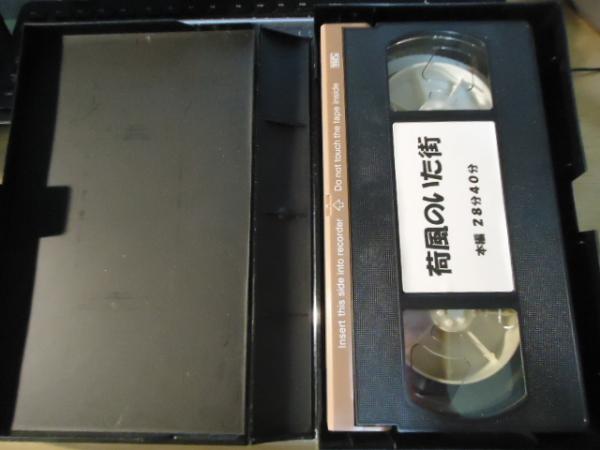 荷風のいた街
本編 28分40分
Insert this side into recorder Do not touch the tape inside
VHS